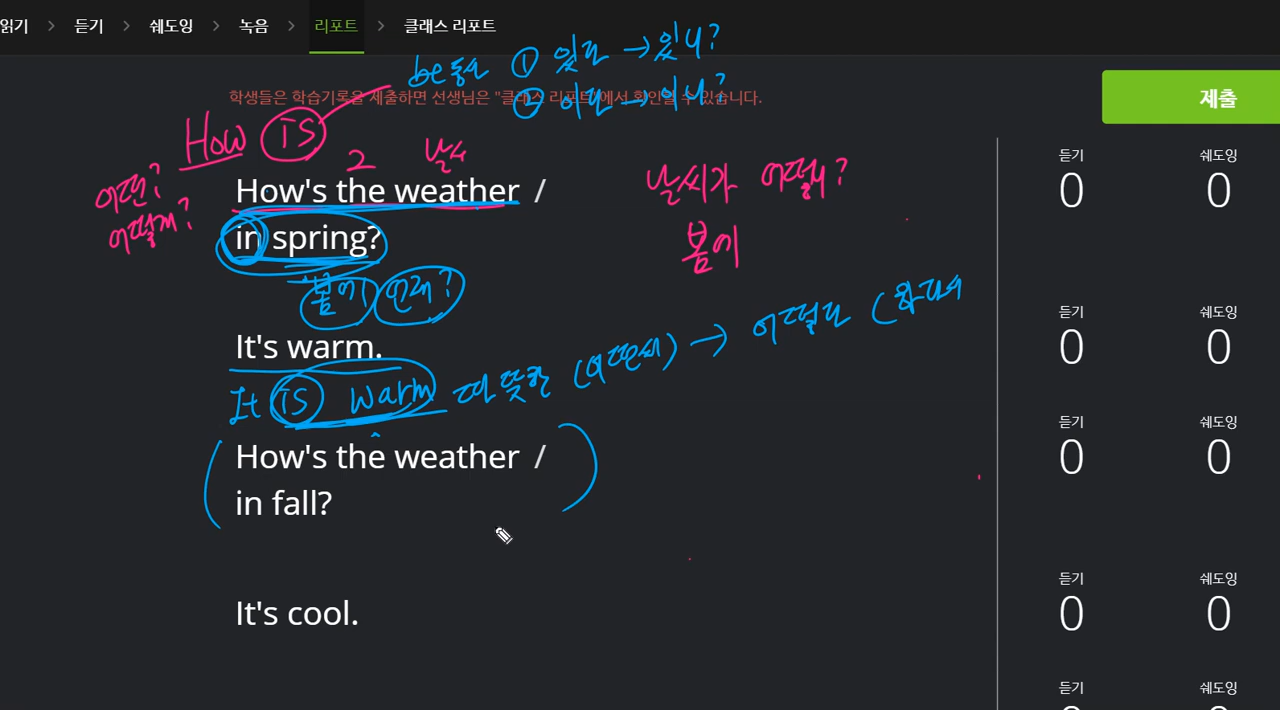 읽기 > 듣기 > 쉐도잉 > 녹음 > 리포트 > 클래스 리포트
be동사 ① 있다 → 있니?
② 이다 → 이니?
학생들은 학습기록을 제출하면 선생님은 "클래스 리포트"에서 확인할 수 있습니다.
제출
How is
듣기 쉐도잉
0 0
어떤? 어떻게?
그 날씨
How's the weather /
in spring?
날씨가 어떻니?
봄에
봄에 언제?
듣기 쉐도잉
0 0
It's warm.
It is warm 따뜻한 (어떤씨) → 어떻다
듣기 쉐도잉
0 0
How's the weather /
in fall?
듣기 쉐도잉
0 0
It's cool.
듣기 쉐도잉